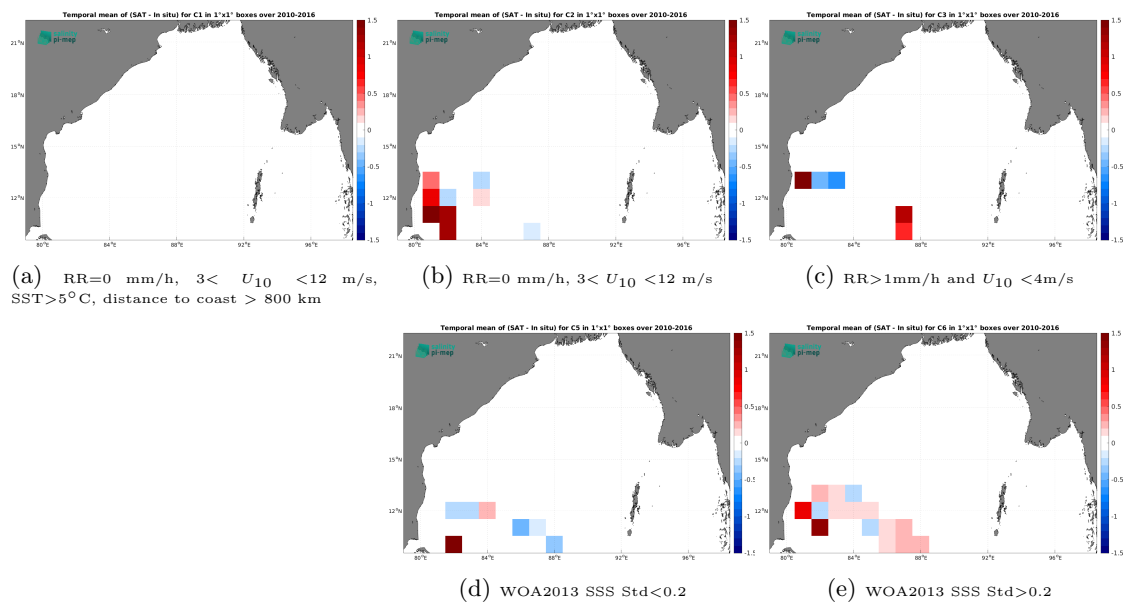 Temporal mean of (SAT - In situ) for C1 in 1°x1° boxes over 2010-2016
21°N
18°N
15°N
12°N
80°E 84°E 88°E 92°E 96°E
1.5
1
0.5
0
-0.5
-1
-1.5
pi-mep
Temporal mean of (SAT - In situ) for C2 in 1°x1° boxes over 2010-2016
21°N
18°N
15°N
12°N
80°E 84°E 88°E 92°E 96°E
1.5
1
0.5
0
-0.5
-1
-1.5
pi-mep
Temporal mean of (SAT - In situ) for C3 in 1°x1° boxes over 2010-2016
21°N
18°N
15°N
12°N
80°E 84°E 88°E 92°E 96°E
1.5
1
0.5
0
-0.5
-1
-1.5
pi-mep
(a) RR=0 mm/h, 3< U10 <12 m/s,
SST>5°C, distance to coast > 800 km
(b) RR=0 mm/h, 3< U10 <12 m/s
(c) RR>1mm/h and U10 <4m/s
Temporal mean of (SAT - In situ) for C5 in 1°x1° boxes over 2010-2016
21°N
18°N
15°N
12°N
80°E 84°E 88°E 92°E 96°E
1.5
1
0.5
0
-0.5
-1
-1.5
pi-mep
Temporal mean of (SAT - In situ) for C6 in 1°x1° boxes over 2010-2016
21°N
18°N
15°N
12°N
80°E 84°E 88°E 92°E 96°E
1.5
1
0.5
0
-0.5
-1
-1.5
pi-mep
(d) WOA2013 SSS Std<0.2
(e) WOA2013 SSS Std>0.2